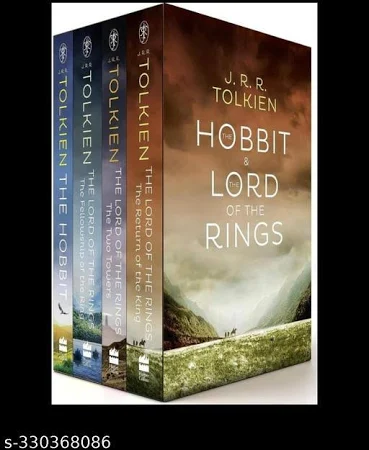 J. R. R.
TOLKIEN
THE
HOBBIT
&
THE
LORD
OF THE
RINGS
J. R. R.
TOLKIEN THE HOBBIT
J. R. R.
TOLKIEN THE LORD OF THE RINGS
The Fellowship of the Ring
J. R. R.
TOLKIEN THE LORD OF THE RINGS
The Two Towers
J. R. R.
TOLKIEN THE LORD OF THE RINGS
The Return of the King
s-330368086